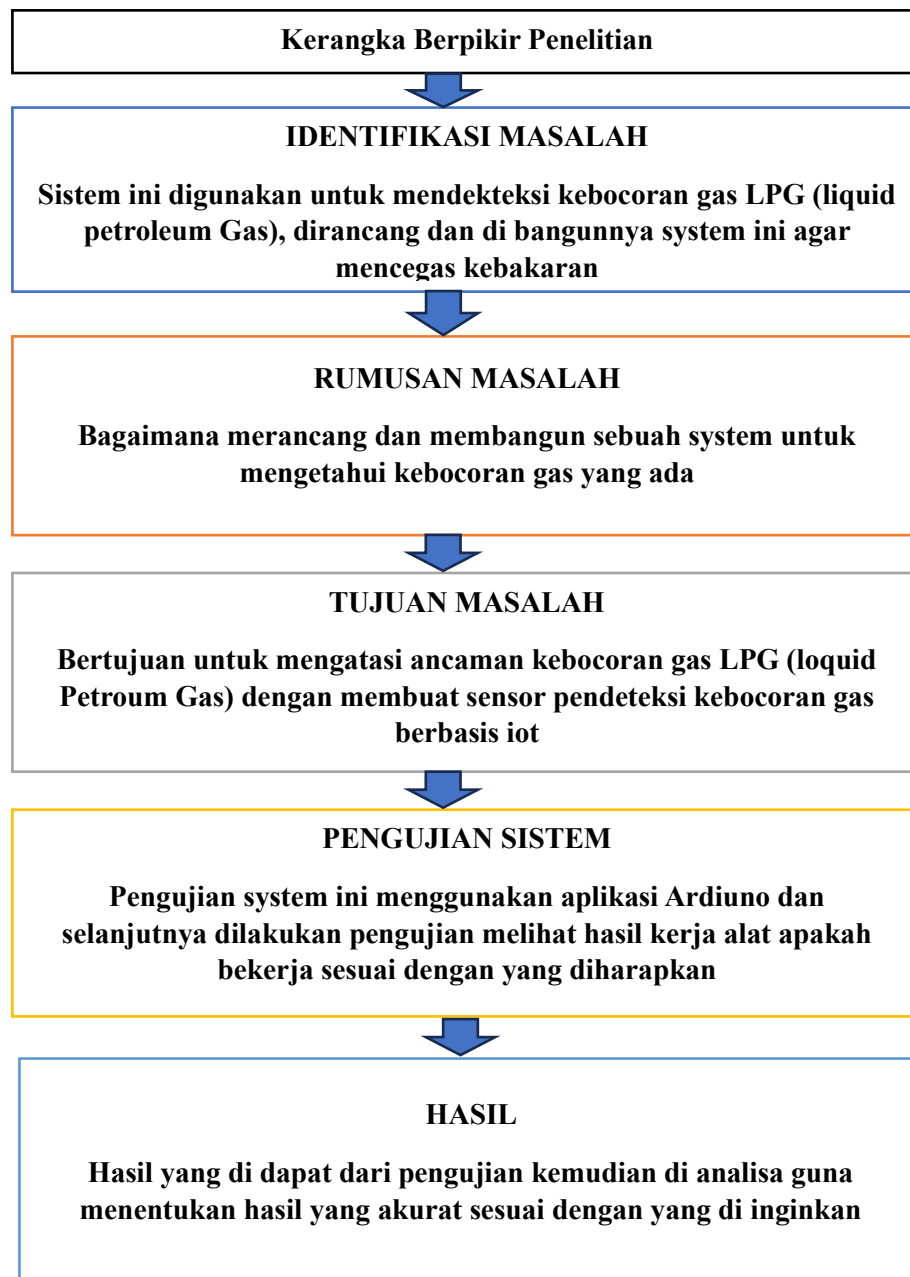 Kerangka Berpikir Penelitian
IDENTIFIKASI MASALAH
Sistem ini digunakan untuk mendekteksi kebocoran gas LPG (liquid
petroleum Gas), dirancang dan di bangunnya system ini agar
mencegas kebakaran
RUMUSAN MASALAH
Bagaimana merancang dan membangun sebuah system untuk
mengetahui kebocoran gas yang ada
TUJUAN MASALAH
Bertujuan untuk mengatasi ancaman kebocoran gas LPG (loquid
Petroum Gas) dengan membuat sensor pendeteksi kebocoran gas
berbasis iot
PENGUJIAN SISTEM
Pengujian system ini menggunakan aplikasi Ardiuno dan
selanjutnya dilakukan pengujian melihat hasil kerja alat apakah
bekerja sesuai dengan yang diharapkan
HASIL
Hasil yang di dapat dari pengujian kemudian di analisa guna
menentukan hasil yang akurat sesuai dengan yang di inginkan